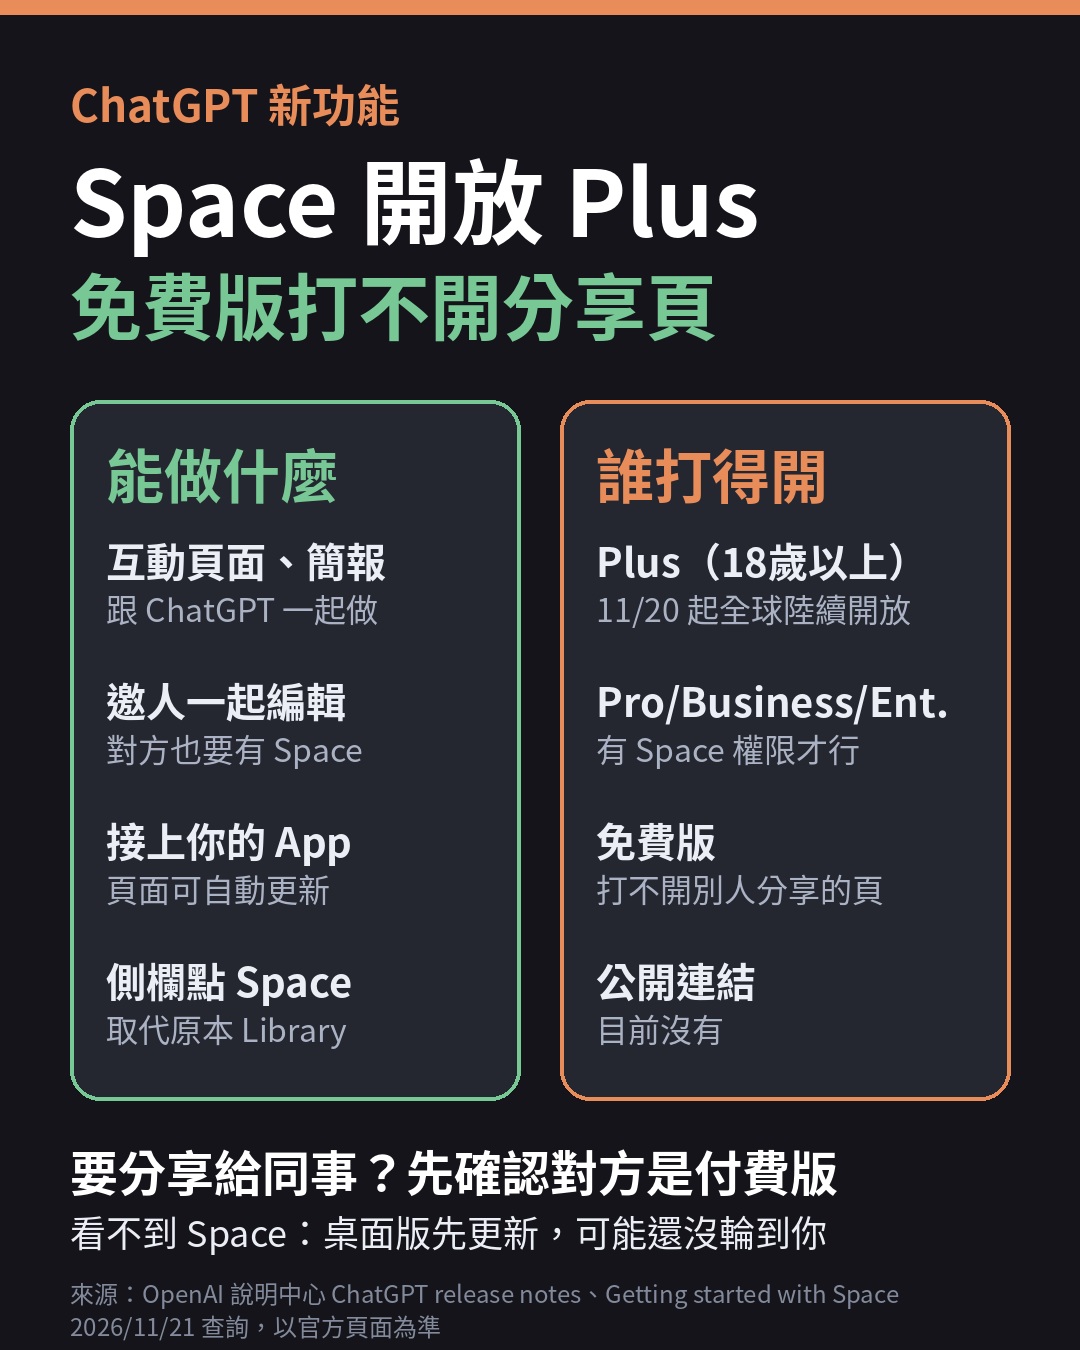 ChatGPT 新功能
Space 開放 Plus
免費版打不開分享頁
能做什麼
互動頁面、簡報
跟 ChatGPT 一起做
邀人一起編輯
對方也要有 Space
接上你的 App
頁面可自動更新
側欄點 Space
取代原本 Library
誰打得開
Plus（18歲以上）
11/20 起全球陸續開放
Pro/Business/Ent.
有 Space 權限才行
免費版
打不開別人分享的頁
公開連結
目前沒有
要分享給同事？先確認對方是付費版
看不到 Space：桌面版先更新，可能還沒輪到你
來源：OpenAI 說明中心 ChatGPT release notes、Getting started with Space
2026/11/21 查詢，以官方頁面為準